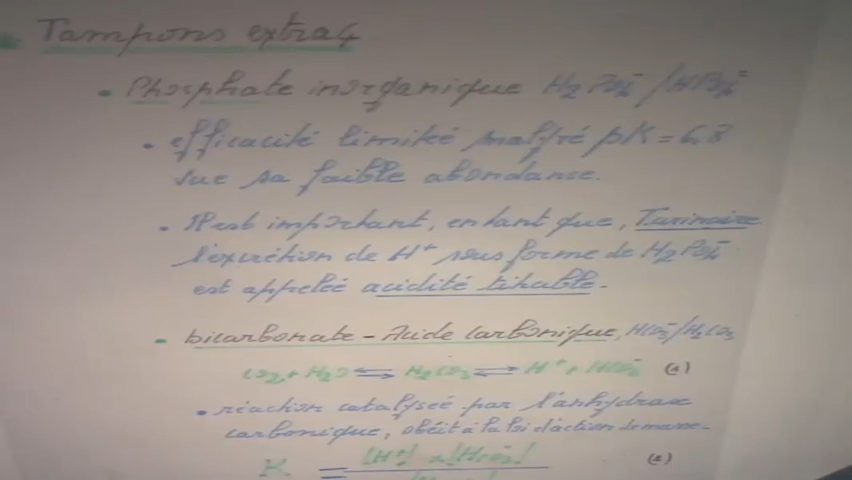 Tampons extra ς
• Phosphate inorganique H₂PO₄⁻/HPO₄⁼
• efficacité limitée malgré pK = 6,8
vue sa faible abondance.
• Il est important, en tant que, T urinaire
l'excrétion de H⁺ sous forme de H₂PO₄⁻
est appelée acidité titrable.
- bicarbonate - Acide carbonique, HCO₃⁻/H₂CO₃
CO₂ + H₂O ⇌ H₂CO₃ ⇌ H⁺ + HCO₃⁻ (1)
• réaction catalysée par l'anhydrase
carbonique, obéit à la loi d'action de masse.
K = [H⁺] x [HCO₃⁻] (2)